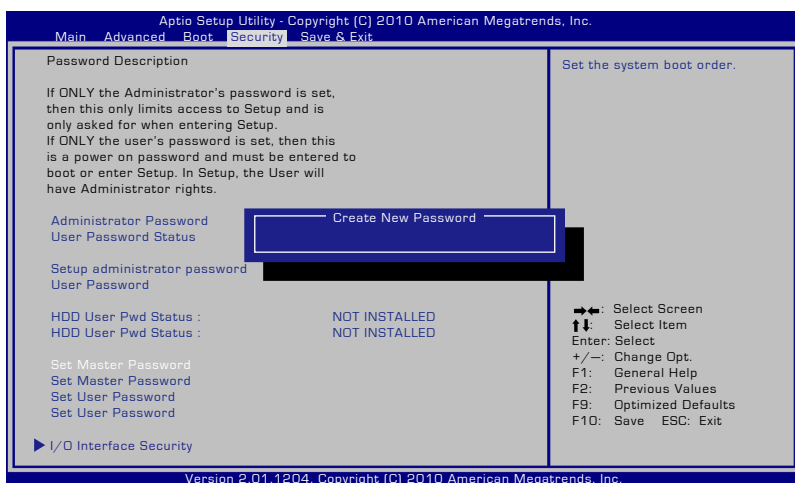 Aptio Setup Utility - Copyright (C) 2010 American Megatrends, Inc.
Main Advanced Boot Security Save & Exit
Password Description
If ONLY the Administrator's password is set,
then this only limits access to Setup and is
only asked for when entering Setup.
If ONLY the user's password is set, then this
is a power on password and must be entered to
boot or enter Setup. In Setup, the User will
have Administrator rights.
Administrator Password
User Password Status
Create New Password
Setup administrator password
User Password
HDD User Pwd Status : NOT INSTALLED
HDD User Pwd Status : NOT INSTALLED
Set Master Password
Set Master Password
Set User Password
Set User Password
I/O Interface Security
Set the system boot order.
→←: Select Screen
↑↓: Select Item
Enter: Select
+/—: Change Opt.
F1: General Help
F2: Previous Values
F9: Optimized Defaults
F10: Save ESC: Exit
Version 2.01.1204. Copyright (C) 2010 American Megatrends, Inc.